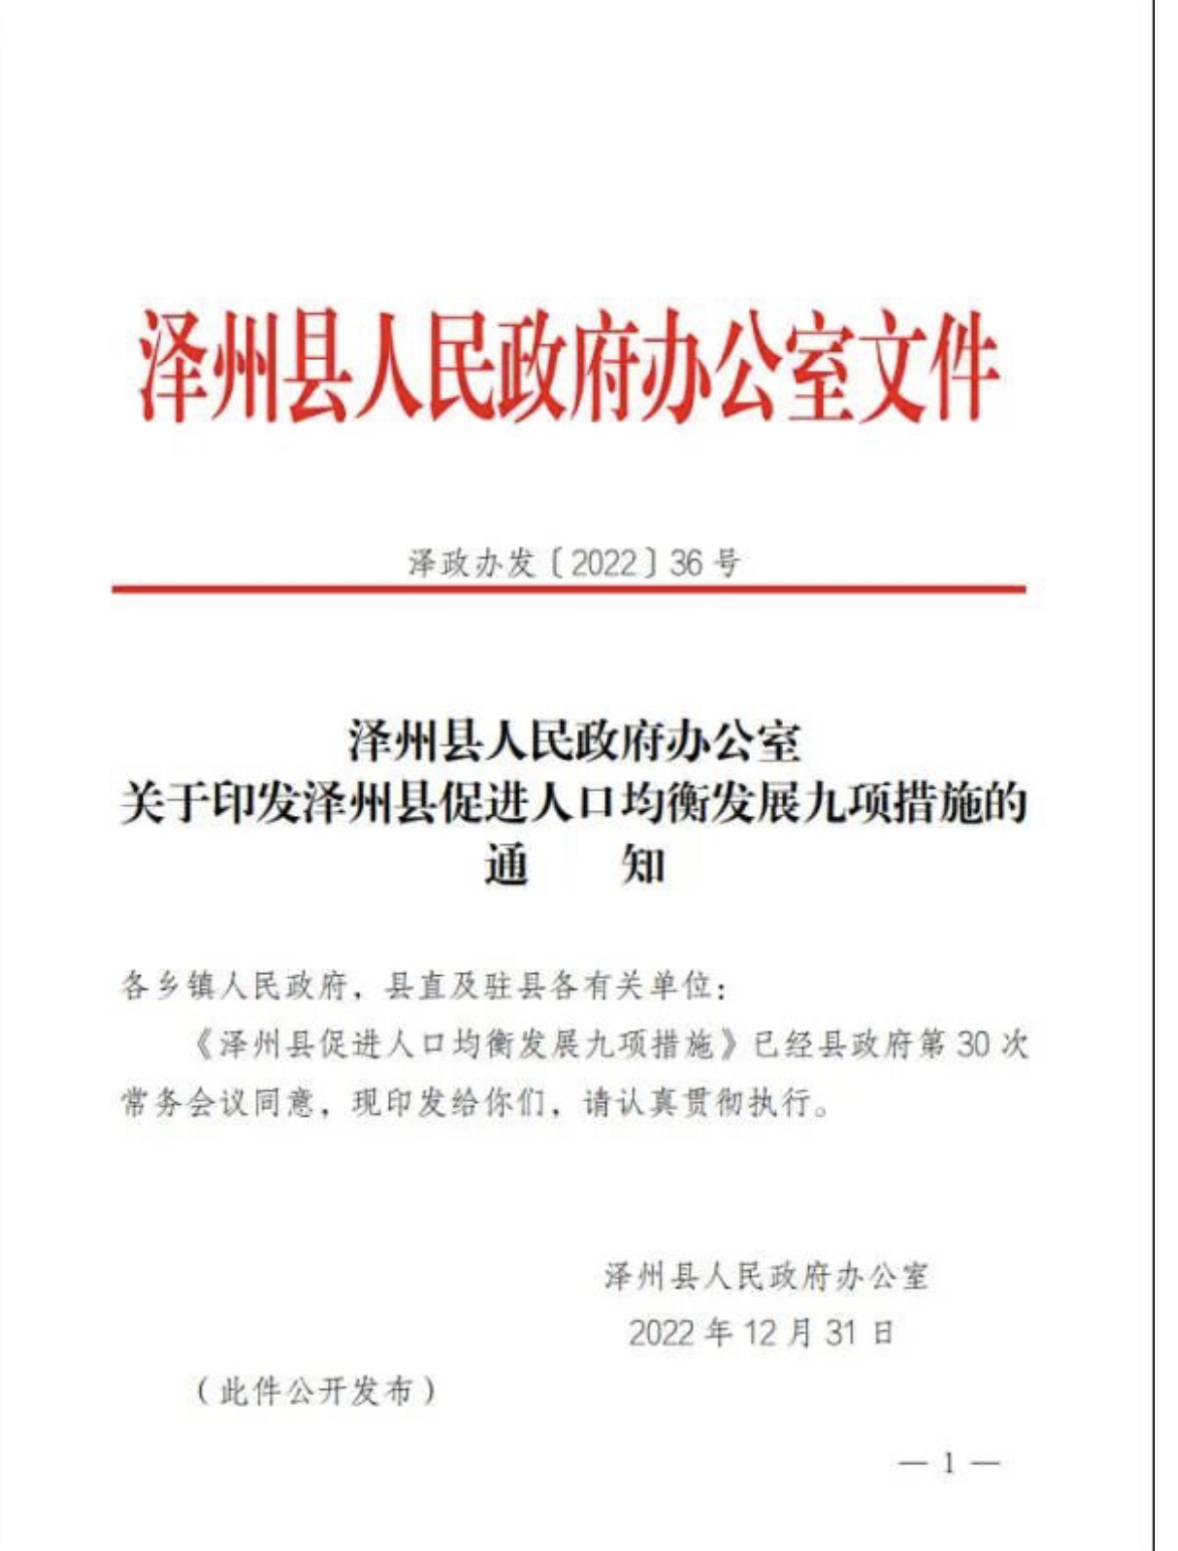 泽州县人民政府办公室文件
泽政办发〔2022〕36号
泽州县人民政府办公室
关于印发泽州县促进人口均衡发展九项措施的
通 知
各乡镇人民政府，县直及驻县各有关单位：
《泽州县促进人口均衡发展九项措施》已经县政府第30次
常务会议同意，现印发给你们，请认真贯彻执行。
泽州县人民政府办公室
2022年12月31日
（此件公开发布）
— 1 —